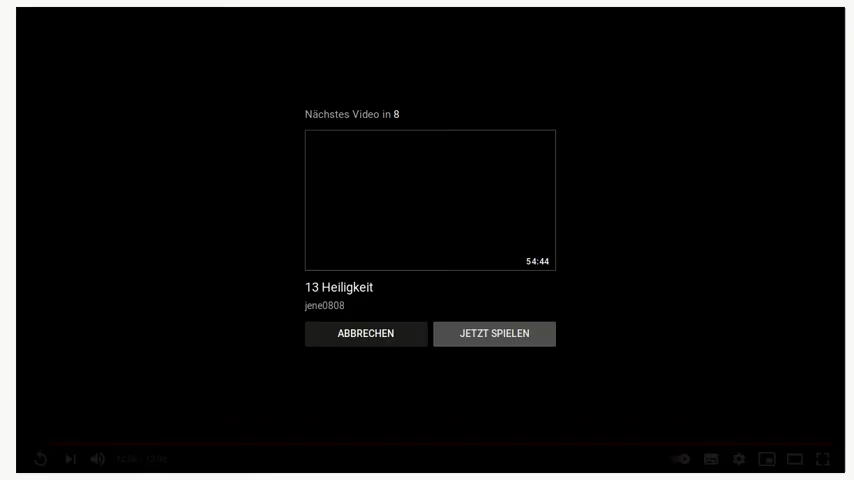 Nächstes Video in 8
54:44
13 Heiligkeit
jene0808
ABBRECHEN
JETZT SPIELEN